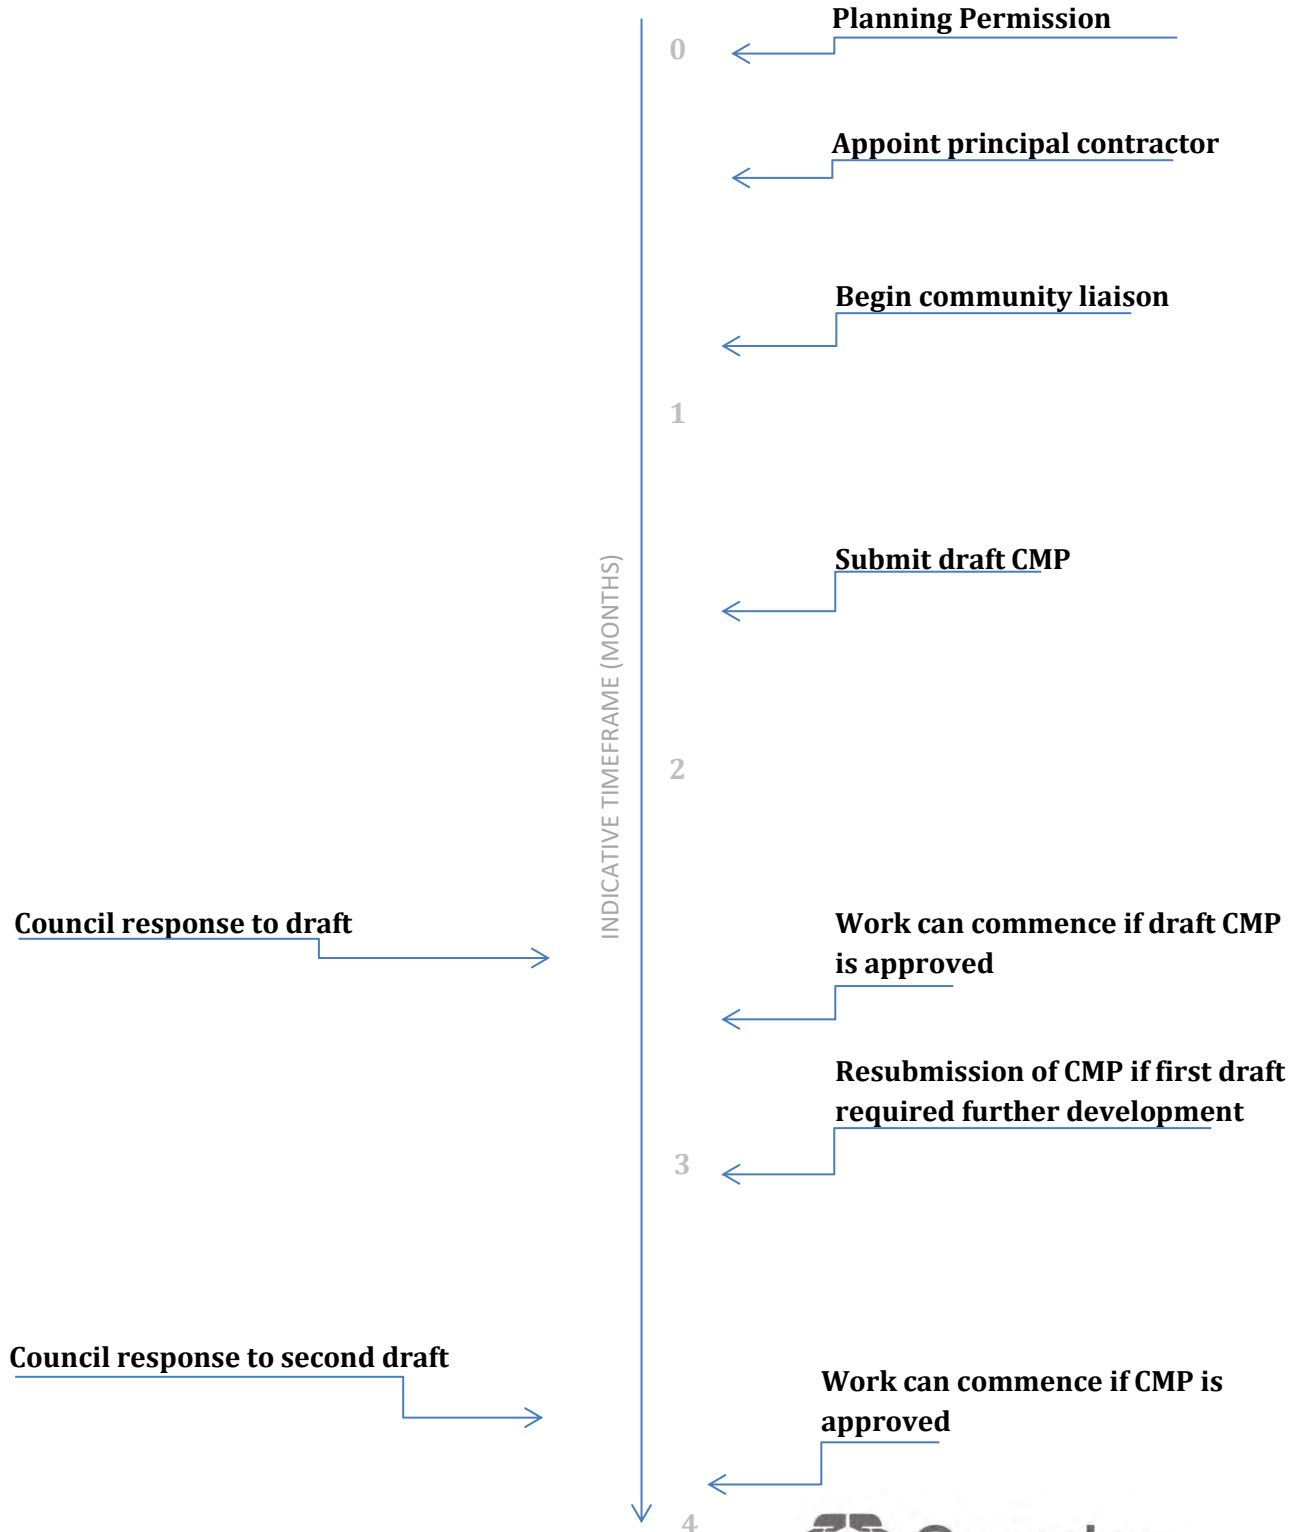 Planning Permission
0
Appoint principal contractor
Begin community liaison
1
Submit draft CMP
INDICATIVE TIMEFRAME (MONTHS)
2
Council response to draft
Work can commence if draft CMP
is approved
Resubmission of CMP if first draft
required further development
3
Council response to second draft
Work can commence if CMP is
approved
4